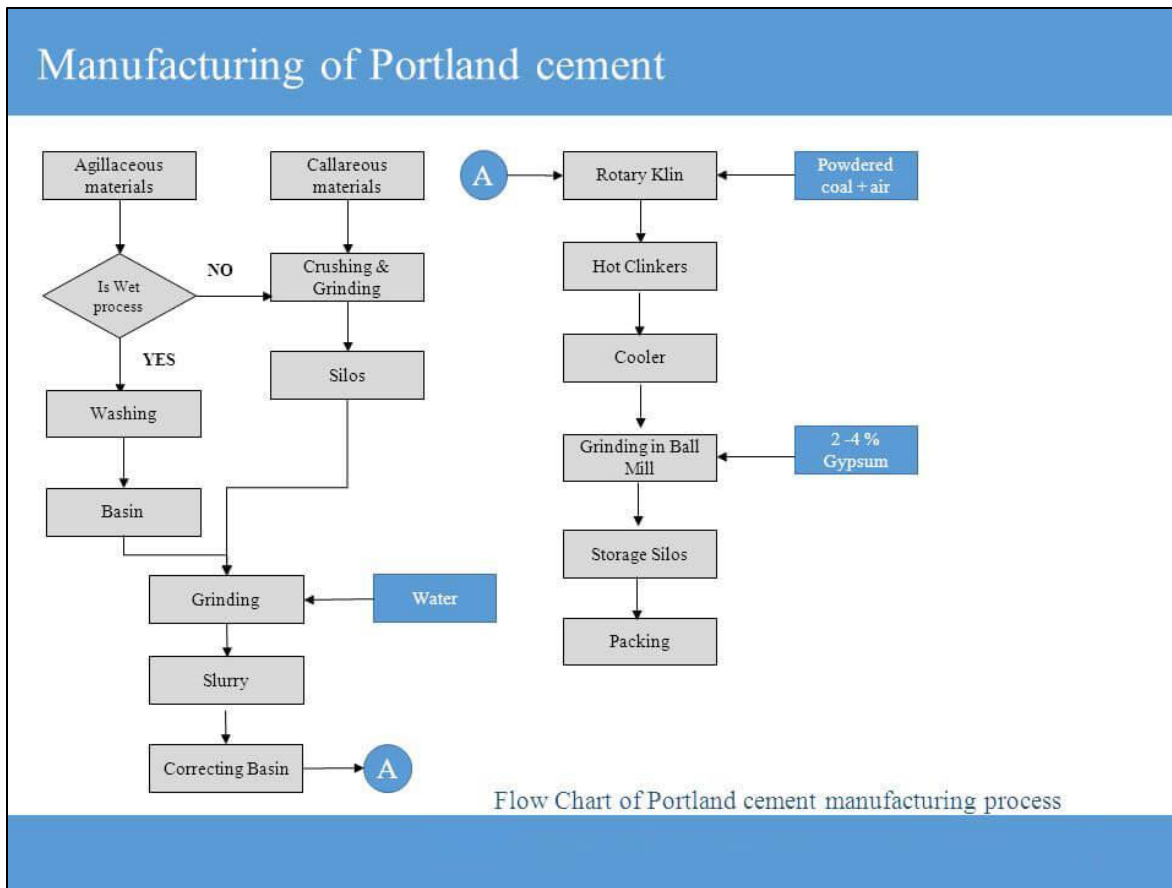 Manufacturing of Portland cement
Agillaceous
materials
Callareous
materials
Is Wet
process
NO
Crushing &
Grinding
YES
Silos
Washing
Basin
Grinding
Water
Slurry
Correcting Basin
A
A
Rotary Klin
Powdered
coal + air
Hot Clinkers
Cooler
Grinding in Ball
Mill
2 -4 %
Gypsum
Storage Silos
Packing
Flow Chart of Portland cement manufacturing process